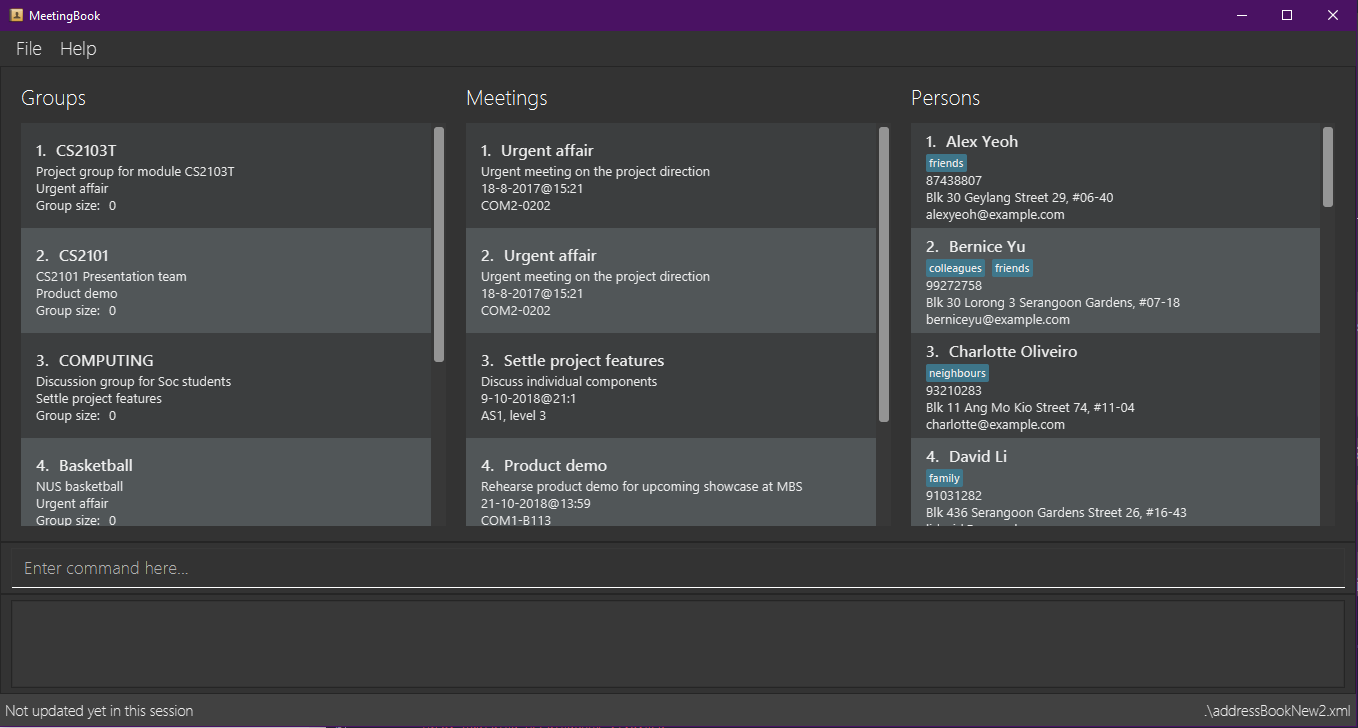 MeetingBook
File Help
Groups
1. CS2103T
Project group for module CS2103T
Urgent affair
Group size: 0
2. CS2101
CS2101 Presentation team
Product demo
Group size: 0
3. COMPUTING
Discussion group for Soc students
Settle project features
Group size: 0
4. Basketball
NUS basketball
Urgent affair
Group size: 0
Meetings
1. Urgent affair
Urgent meeting on the project direction
18-8-2017@15:21
COM2-0202
2. Urgent affair
Urgent meeting on the project direction
18-8-2017@15:21
COM2-0202
3. Settle project features
Discuss individual components
9-10-2018@21:1
AS1, level 3
4. Product demo
Rehearse product demo for upcoming showcase at MBS
21-10-2018@13:59
COM1-B113
Persons
1. Alex Yeoh
friends
87438807
Blk 30 Geylang Street 29, #06-40
alexyeoh@example.com
2. Bernice Yu
colleagues friends
99272758
Blk 30 Lorong 3 Serangoon Gardens, #07-18
berniceyu@example.com
3. Charlotte Oliveiro
neighbours
93210283
Blk 11 Ang Mo Kio Street 74, #11-04
charlotte@example.com
4. David Li
family
91031282
Blk 436 Serangoon Gardens Street 26, #16-43
Enter command here...
Not updated yet in this session
.\addressBookNew2.xml